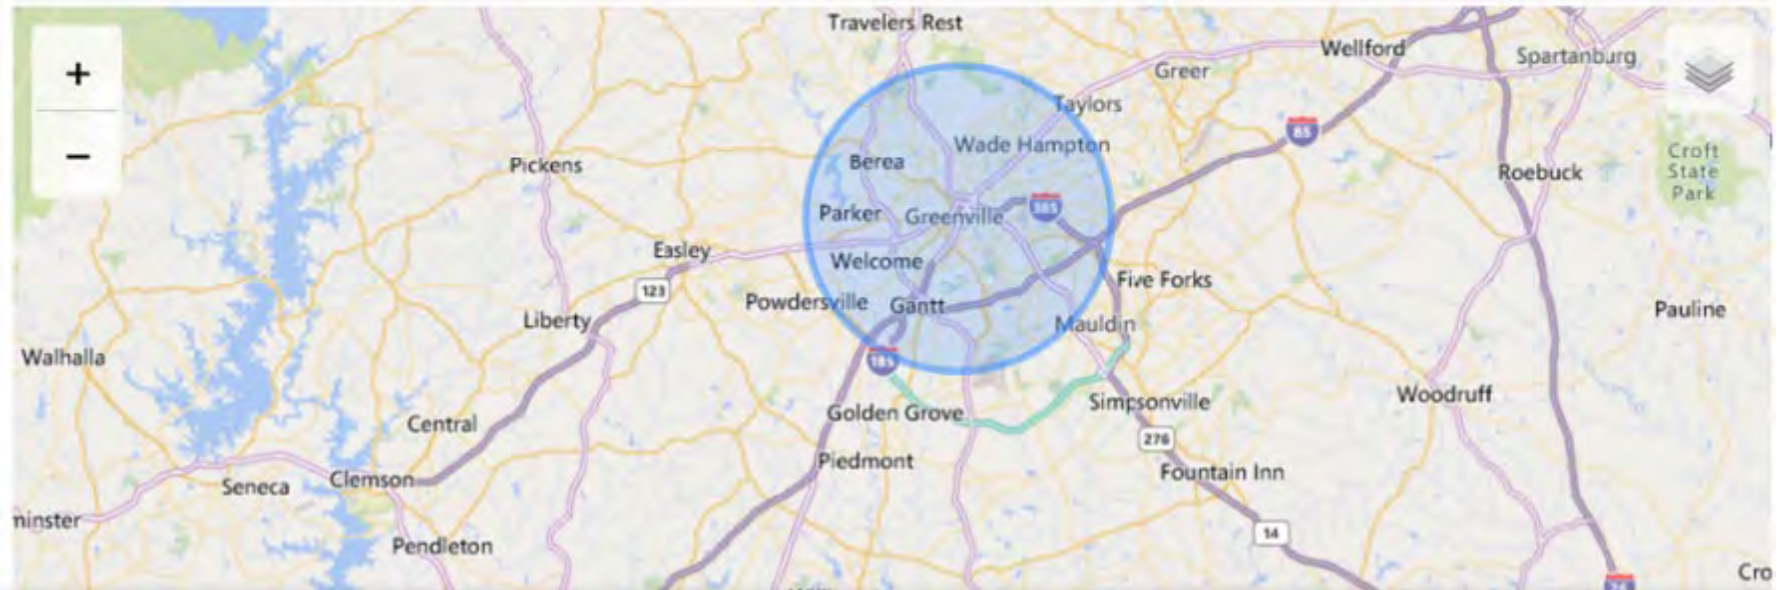 Travelers Rest
+
Wellford
Spartanburg
Greer
Taylors
85
Wade Hampton
Berea
Pickens
Croft
State
Park
Roebuck
385
Parker
Greenville
Easley
Welcome
Five Forks
123
Powdersville
Gantt
Pauline
Liberty
Mauldin
Walhalla
185
Woodruff
Simpsonville
Golden Grove
Central
276
Piedmont
Fountain Inn
Clemson
Seneca
minster
14
Pendleton
Cro
26